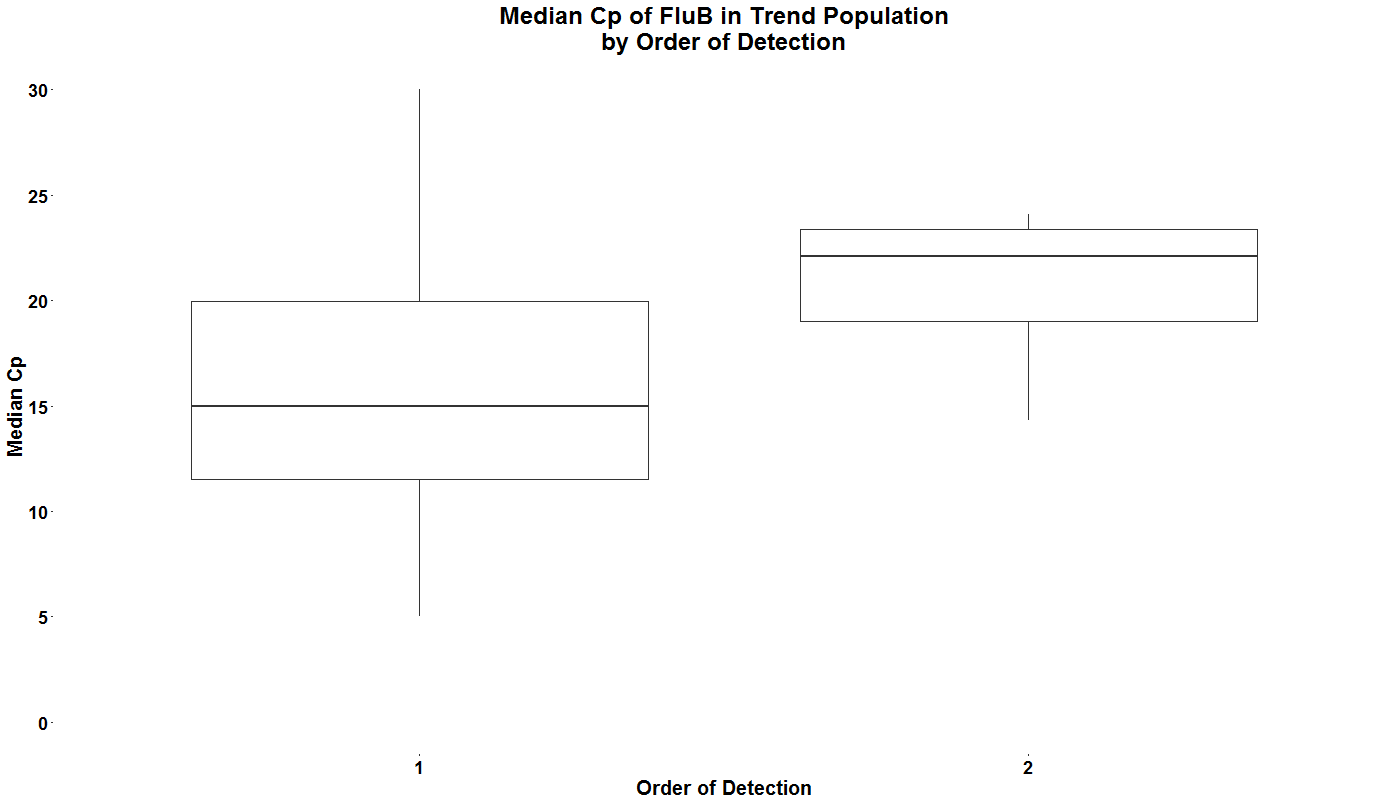 Median Cp of FluB in Trend Population
by Order of Detection
30
25
20
15
10
5
0
Median Cp
1
2
Order of Detection